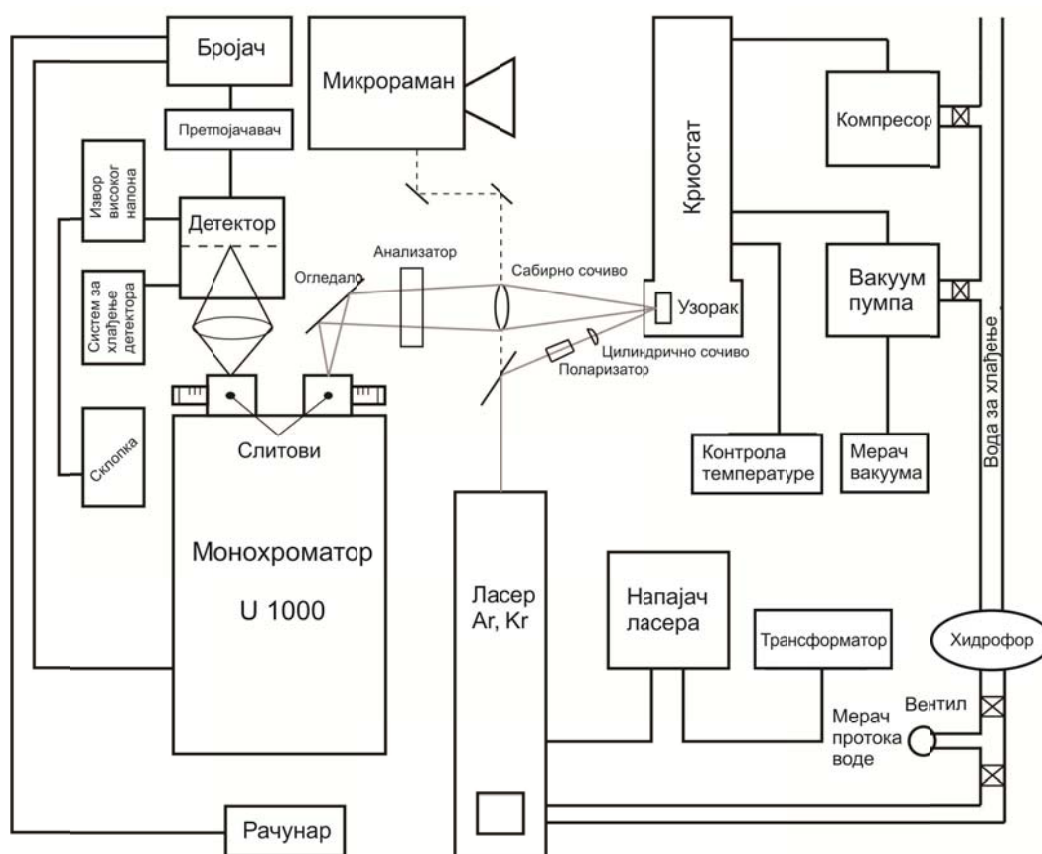 Бројач
Микрораман
Претпојачавач
Компресор
Извор
високог
напона
Криостат
Детектор
Анализатор
Огледало
Сабирно сочиво
Узорак
Вакуум
пумпа
Систем за
хлађење
детектора
Цилиндрично сочиво
Поларизатор
Вода за хлађење
Склопка
Слитови
Контрола
температуре
Мерач
вакуума
Монохроматор
U 1000
Ласер
Ar, Kr
Напајач
ласера
Трансформатор
Хидрофор
Вентил
Мерач
протока
воде
Рачунар